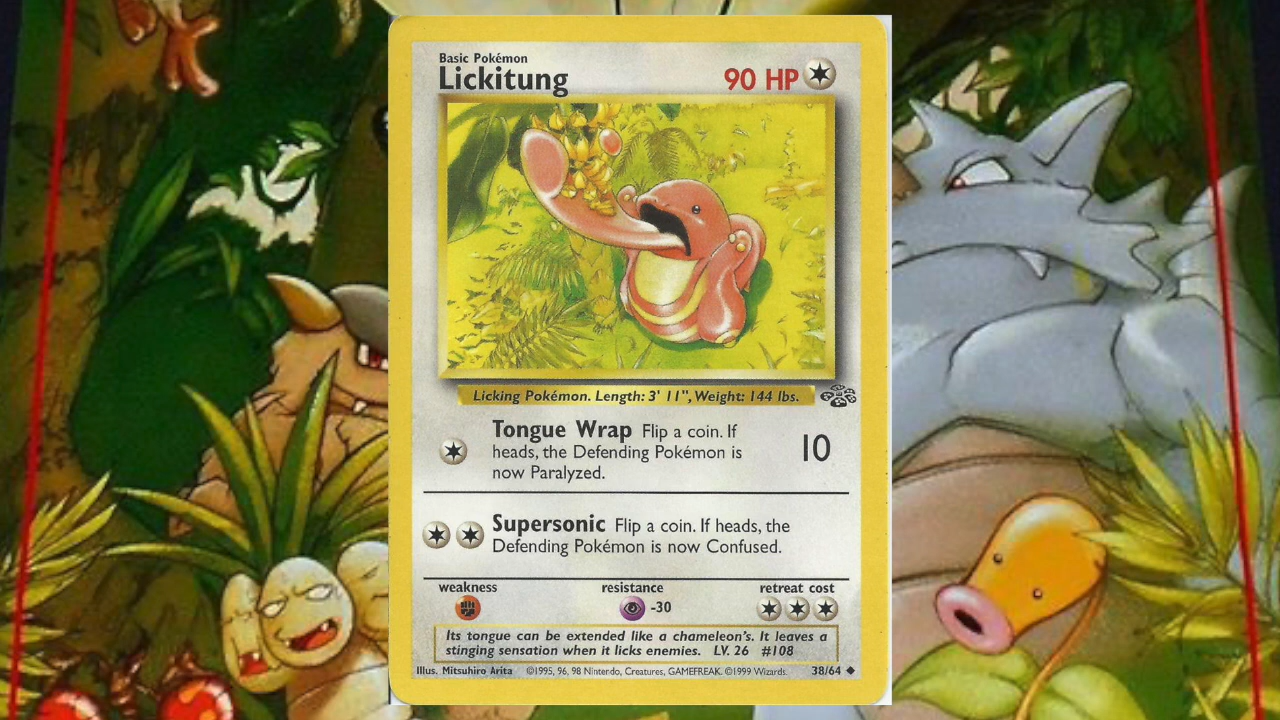 Basic Pokémon
Lickitung
90 HP
Licking Pokémon. Length: 3' 11", Weight: 144 lbs.
Tongue Wrap Flip a coin. If
heads, the Defending Pokémon is
now Paralyzed.
10
Supersonic Flip a coin. If heads, the
Defending Pokémon is now Confused.
weakness
resistance
retreat cost
-30
Its tongue can be extended like a chameleon's. It leaves a
stinging sensation when it licks enemies. LV. 26 #108
Illus. Mitsuhiro Arita ©1995, 96, 98 Nintendo, Creatures, GAMEFREAK. ©1999 Wizards. 38/64